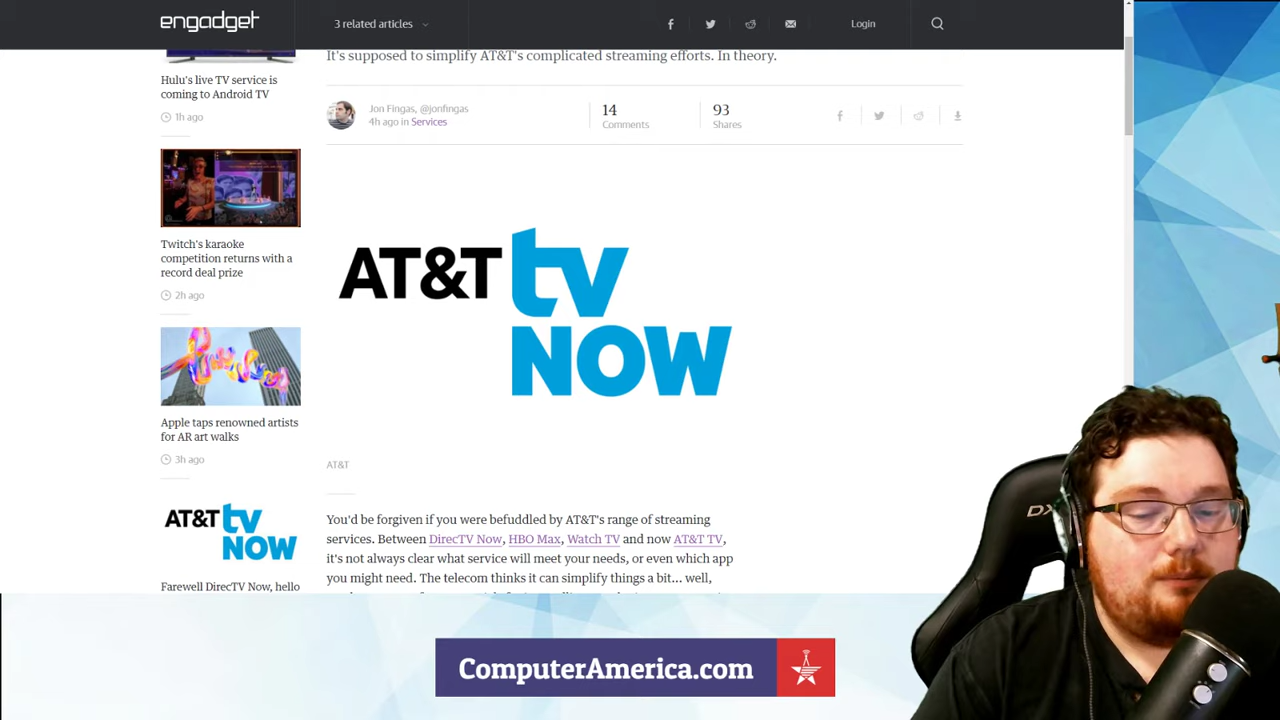 engadget
3 related articles
Login
Hulu's live TV service is
coming to Android TV
1h ago
Twitch's karaoke
competition returns with a
record deal prize
2h ago
Apple taps renowned artists
for AR art walks
3h ago
AT&T tv
NOW
Farewell DirecTV Now, hello
It's supposed to simplify AT&T's complicated streaming efforts. In theory.
Jon Fingas, @jonfingas
4h ago in Services
14
Comments
93
Shares
AT&T tv
NOW
AT&T
You'd be forgiven if you were befuddled by AT&T's range of streaming
services. Between DirecTV Now, HBO Max, Watch TV and now AT&T TV,
it's not always clear what service will meet your needs, or even which app
you might need. The telecom thinks it can simplify things a bit... well,
DX
ComputerAmerica.com